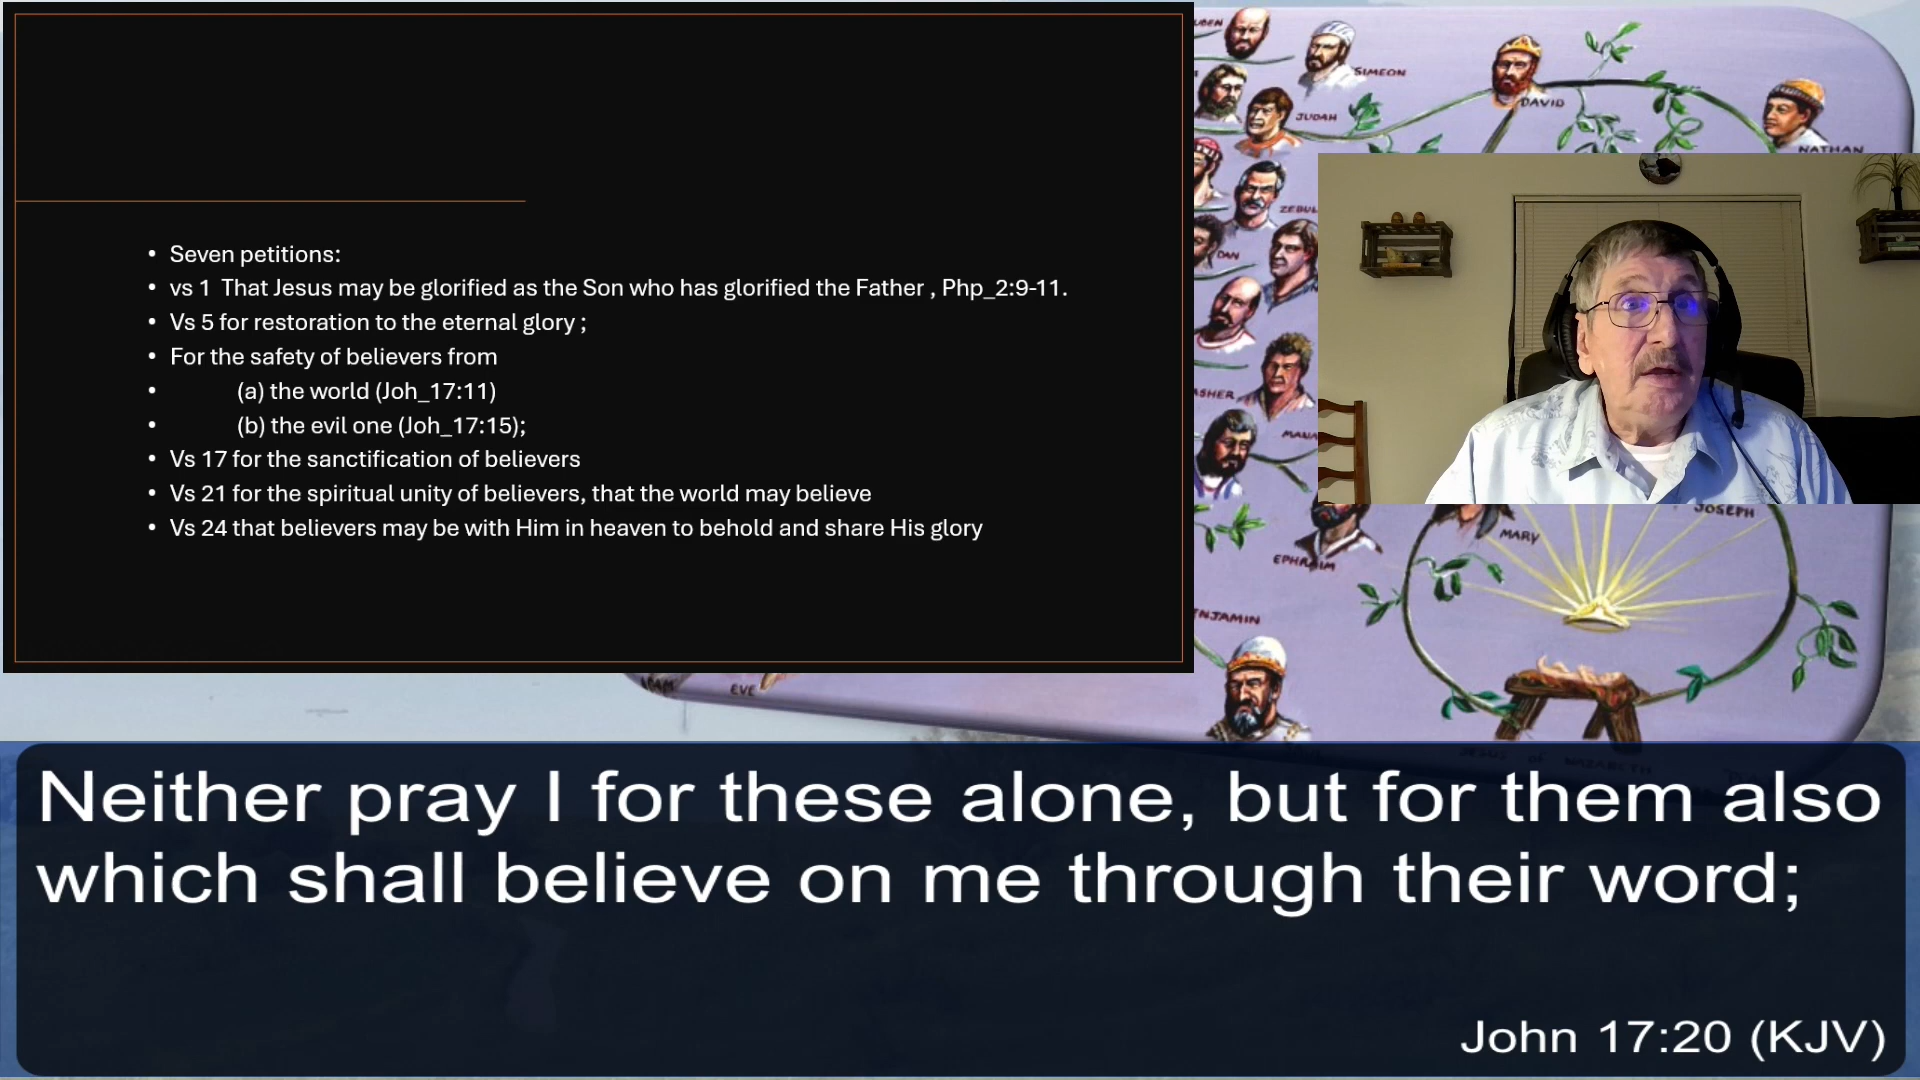 • Seven petitions:
• vs 1 That Jesus may be glorified as the Son who has glorified the Father , Php_2:9-11.
• Vs 5 for restoration to the eternal glory ;
• For the safety of believers from
• (a) the world (Joh_17:11)
• (b) the evil one (Joh_17:15);
• Vs 17 for the sanctification of believers
• Vs 21 for the spiritual unity of believers, that the world may believe
• Vs 24 that believers may be with Him in heaven to behold and share His glory
SIMEON
DAVID
JUDAH
NATHAN
DAN
JOSEPH
MARY
EPHRAIM
ADAM
EVE
Neither pray I for these alone, but for them also
which shall believe on me through their word;
John 17:20 (KJV)